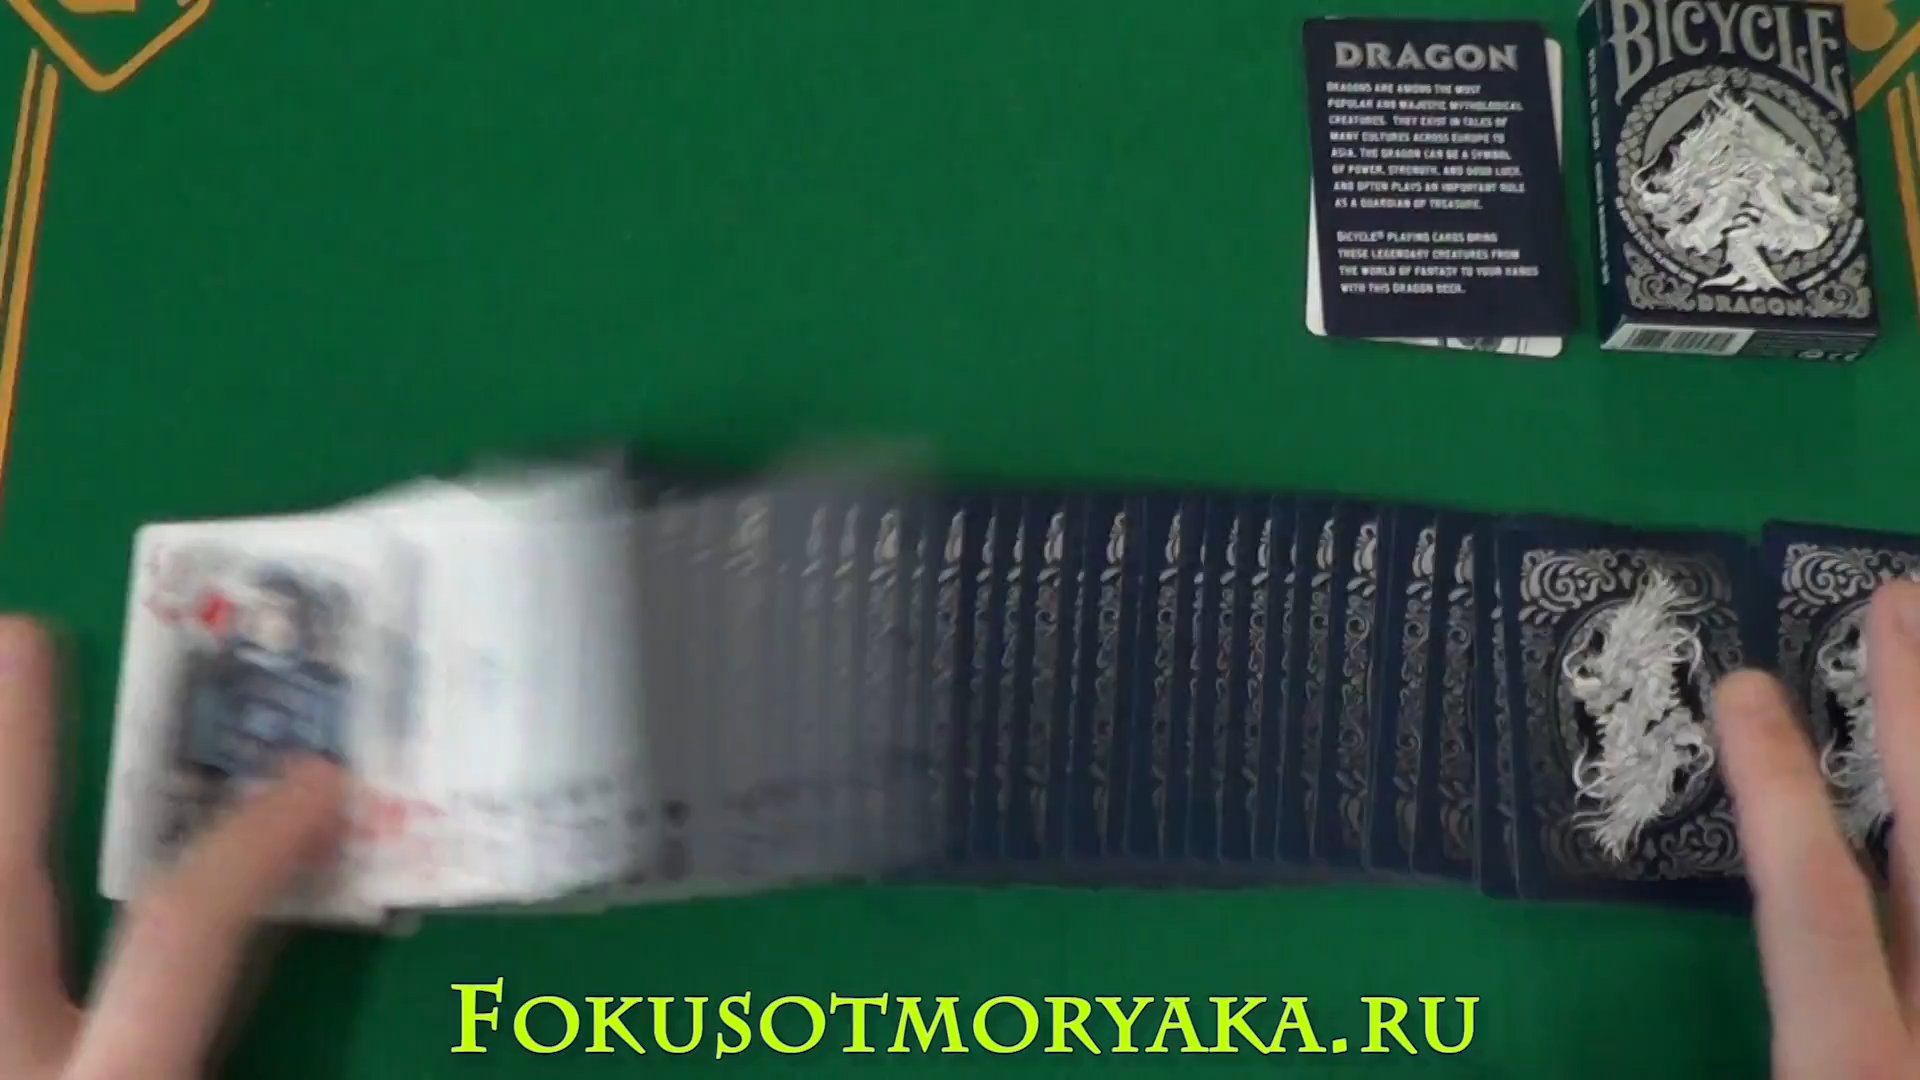 DRAGON
DRAGONS ARE AMONG THE MOST
POPULAR AND MAJESTIC MYTHOLOGICAL
CREATURES. THEY EXIST IN TALES OF
MANY CULTURES ACROSS EUROPE TO
ASIA. THE DRAGON CAN BE A SYMBOL
OF POWER, STRENGTH, AND GOOD LUCK,
AND OFTEN PLAYS AN IMPORTANT ROLE
AS A GUARDIAN OF TREASURE.
BICYCLE® PLAYING CARDS BRING
THESE LEGENDARY CREATURES FROM
THE WORLD OF FANTASY TO YOUR HANDS
WITH THIS DRAGON DECK.
BICYCLE
DRAGON
FOKUSOTMORYAKA.RU